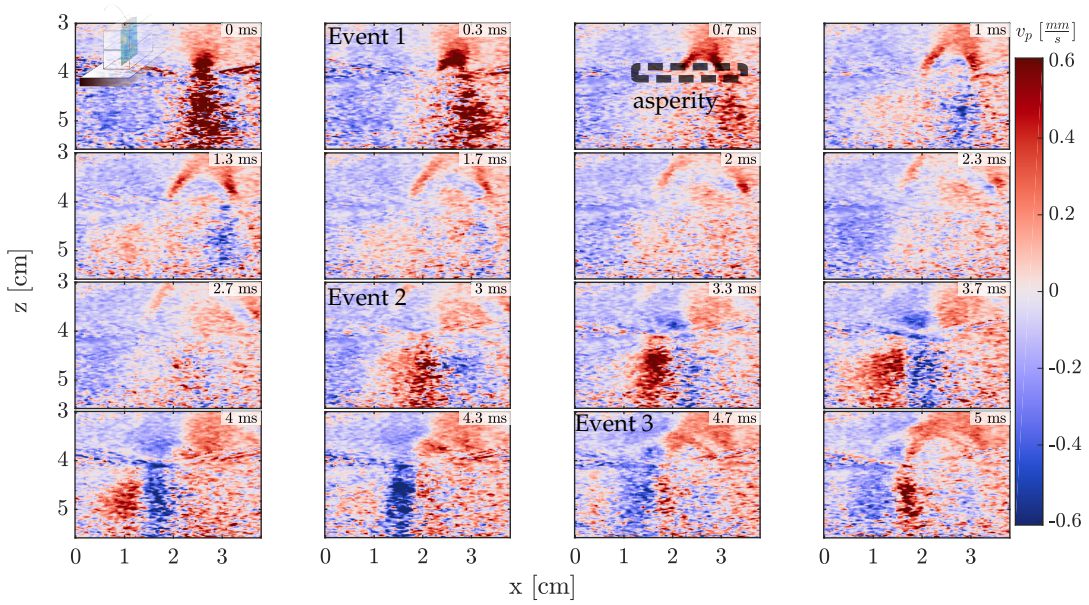 0 ms
Event 1
0.3 ms
0.7 ms
asperity
1 ms
v_p [mm/s]
3
4
5
1.3 ms
1.7 ms
2 ms
2.3 ms
3
4
5
2.7 ms
Event 2
3 ms
3.3 ms
3.7 ms
3
4
5
4 ms
4.3 ms
Event 3
4.7 ms
5 ms
3
4
5
0 1 2 3
0 1 2 3
0 1 2 3
0 1 2 3
z [cm]
x [cm]
0.6
0.4
0.2
0
-0.2
-0.4
-0.6